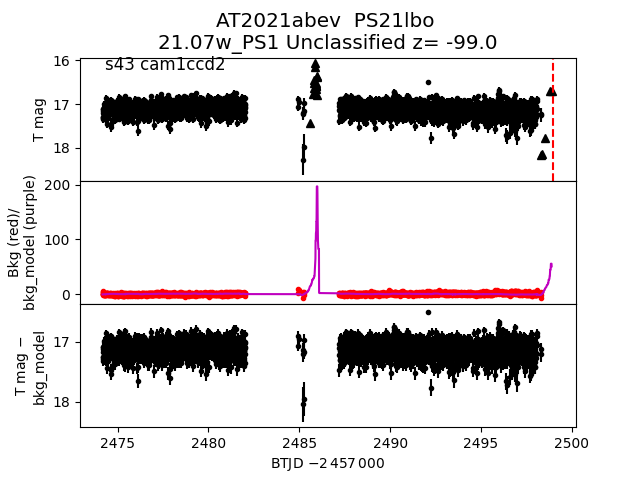 AT2021abev  PS21lbo
21.07w_PS1 Unclassified z= -99.0
s43 cam1ccd2
16
17
18
T mag
200
100
0
Bkg (red)/
bkg_model (purple)
17
18
T mag −
bkg_model
2475
2480
2485
2490
2495
2500
BTJD −2 457 000